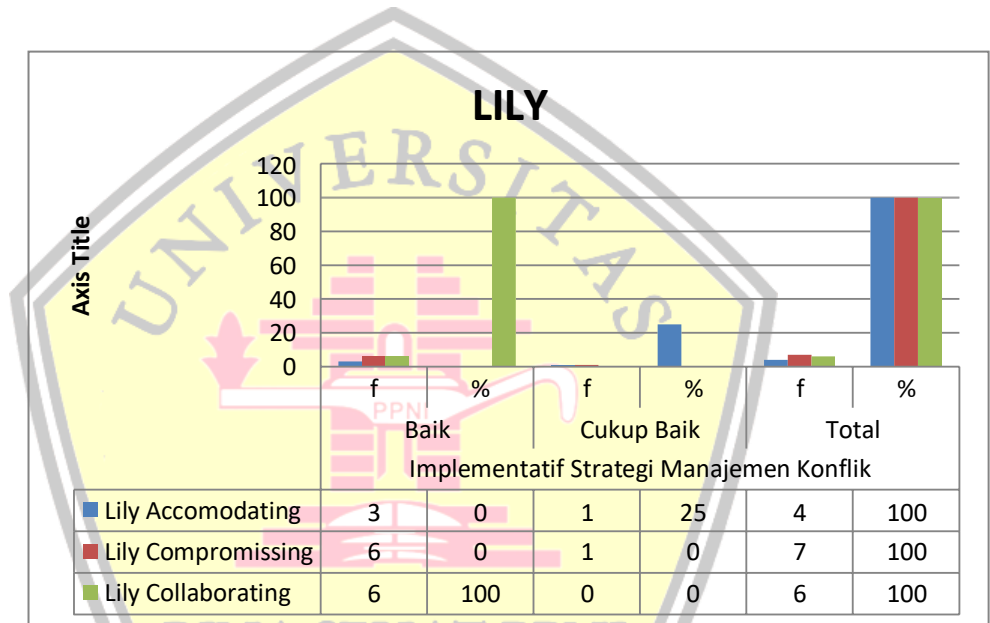 LILY
UNIVERSITAS
Axis Title
120
100
80
60
40
20
0
f % f % f %
Baik Cukup Baik Total
PPNI
Implementatif Strategi Manajemen Konflik
Lily Accomodating 3 0 1 25 4 100
Lily Compromissing 6 0 1 0 7 100
Lily Collaborating 6 100 0 0 6 100